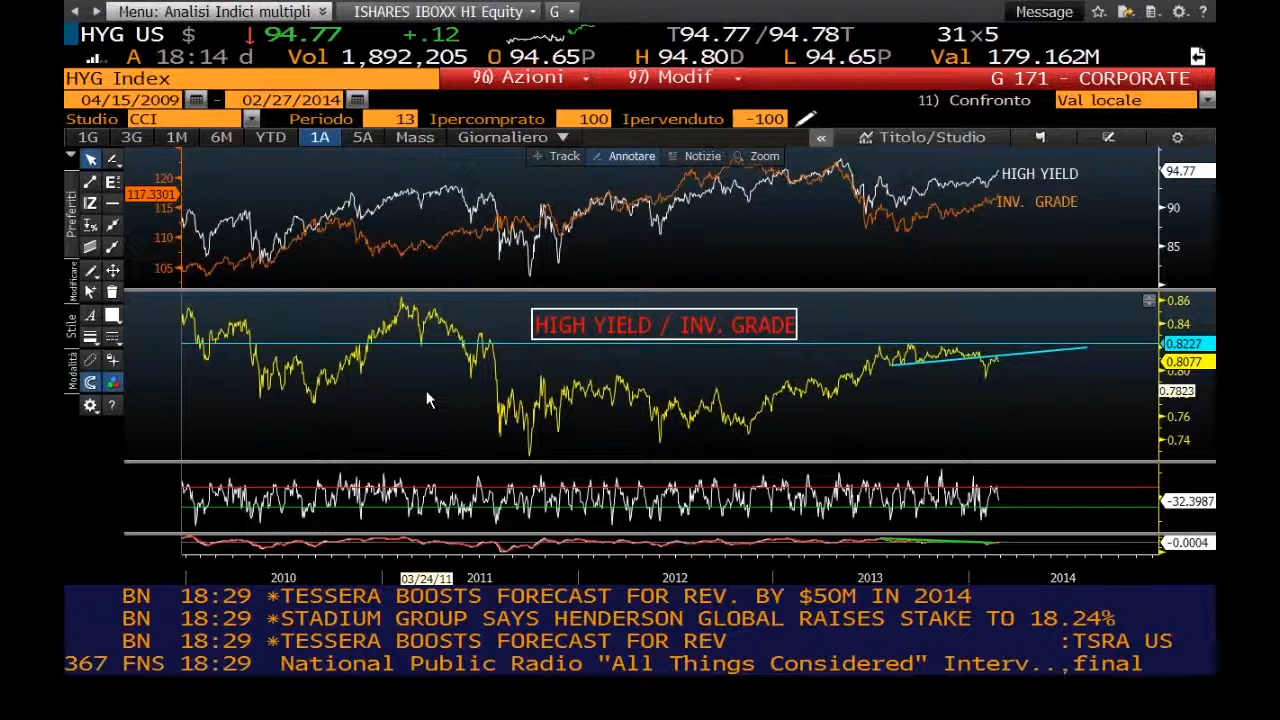 Menu: Analisi Indici multipli ISHARES IBOXX HI Equity G Message ?
HYG US $ 94.77 +.12 T94.77 /94.78T 31x5
A 18:14 d Vol 1,892,205 O 94.65P H 94.80D L 94.65P Val 179.162M
HYG Index 96) Azioni 97) Modif G 171 - CORPORATE
04/15/2009 - 02/27/2014 11) Confronto Val locale
Studio CCI Periodo 13 Ipercomprato 100 Ipervenduto -100
1G 3G 1M 6M YTD 1A 5A Mass Giornaliero « Titolo/Studio
Track Annotare Notizie Zoom
HIGH YIELD 94.77
120
117.3301
INV. GRADE
115
90
110
85
105
Preferiti
Modificare
Stile
Modalità
HIGH YIELD / INV. GRADE
0.86
0.84
0.8227
0.8077
0.80
0.7823
0.76
0.74
-32.3987
-0.0004
2010 03/24/11 2011 2012 2013 2014
BN 18:29 *TESSERA BOOSTS FORECAST FOR REV. BY $50M IN 2014
BN 18:29 *STADIUM GROUP SAYS HENDERSON GLOBAL RAISES STAKE TO 18.24%
BN 18:29 *TESSERA BOOSTS FORECAST FOR REV :TSRA US
367 FNS 18:29 National Public Radio "All Things Considered" Interv..,final